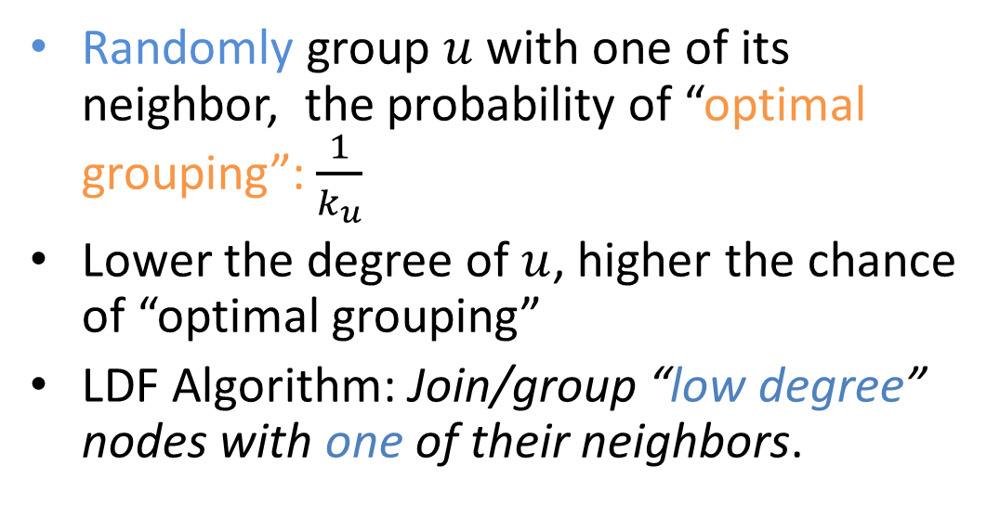 • Randomly group u with one of its
neighbor, the probability of “optimal
grouping”: 1/k_u
• Lower the degree of u, higher the chance
of “optimal grouping”
• LDF Algorithm: Join/group “low degree”
nodes with one of their neighbors.